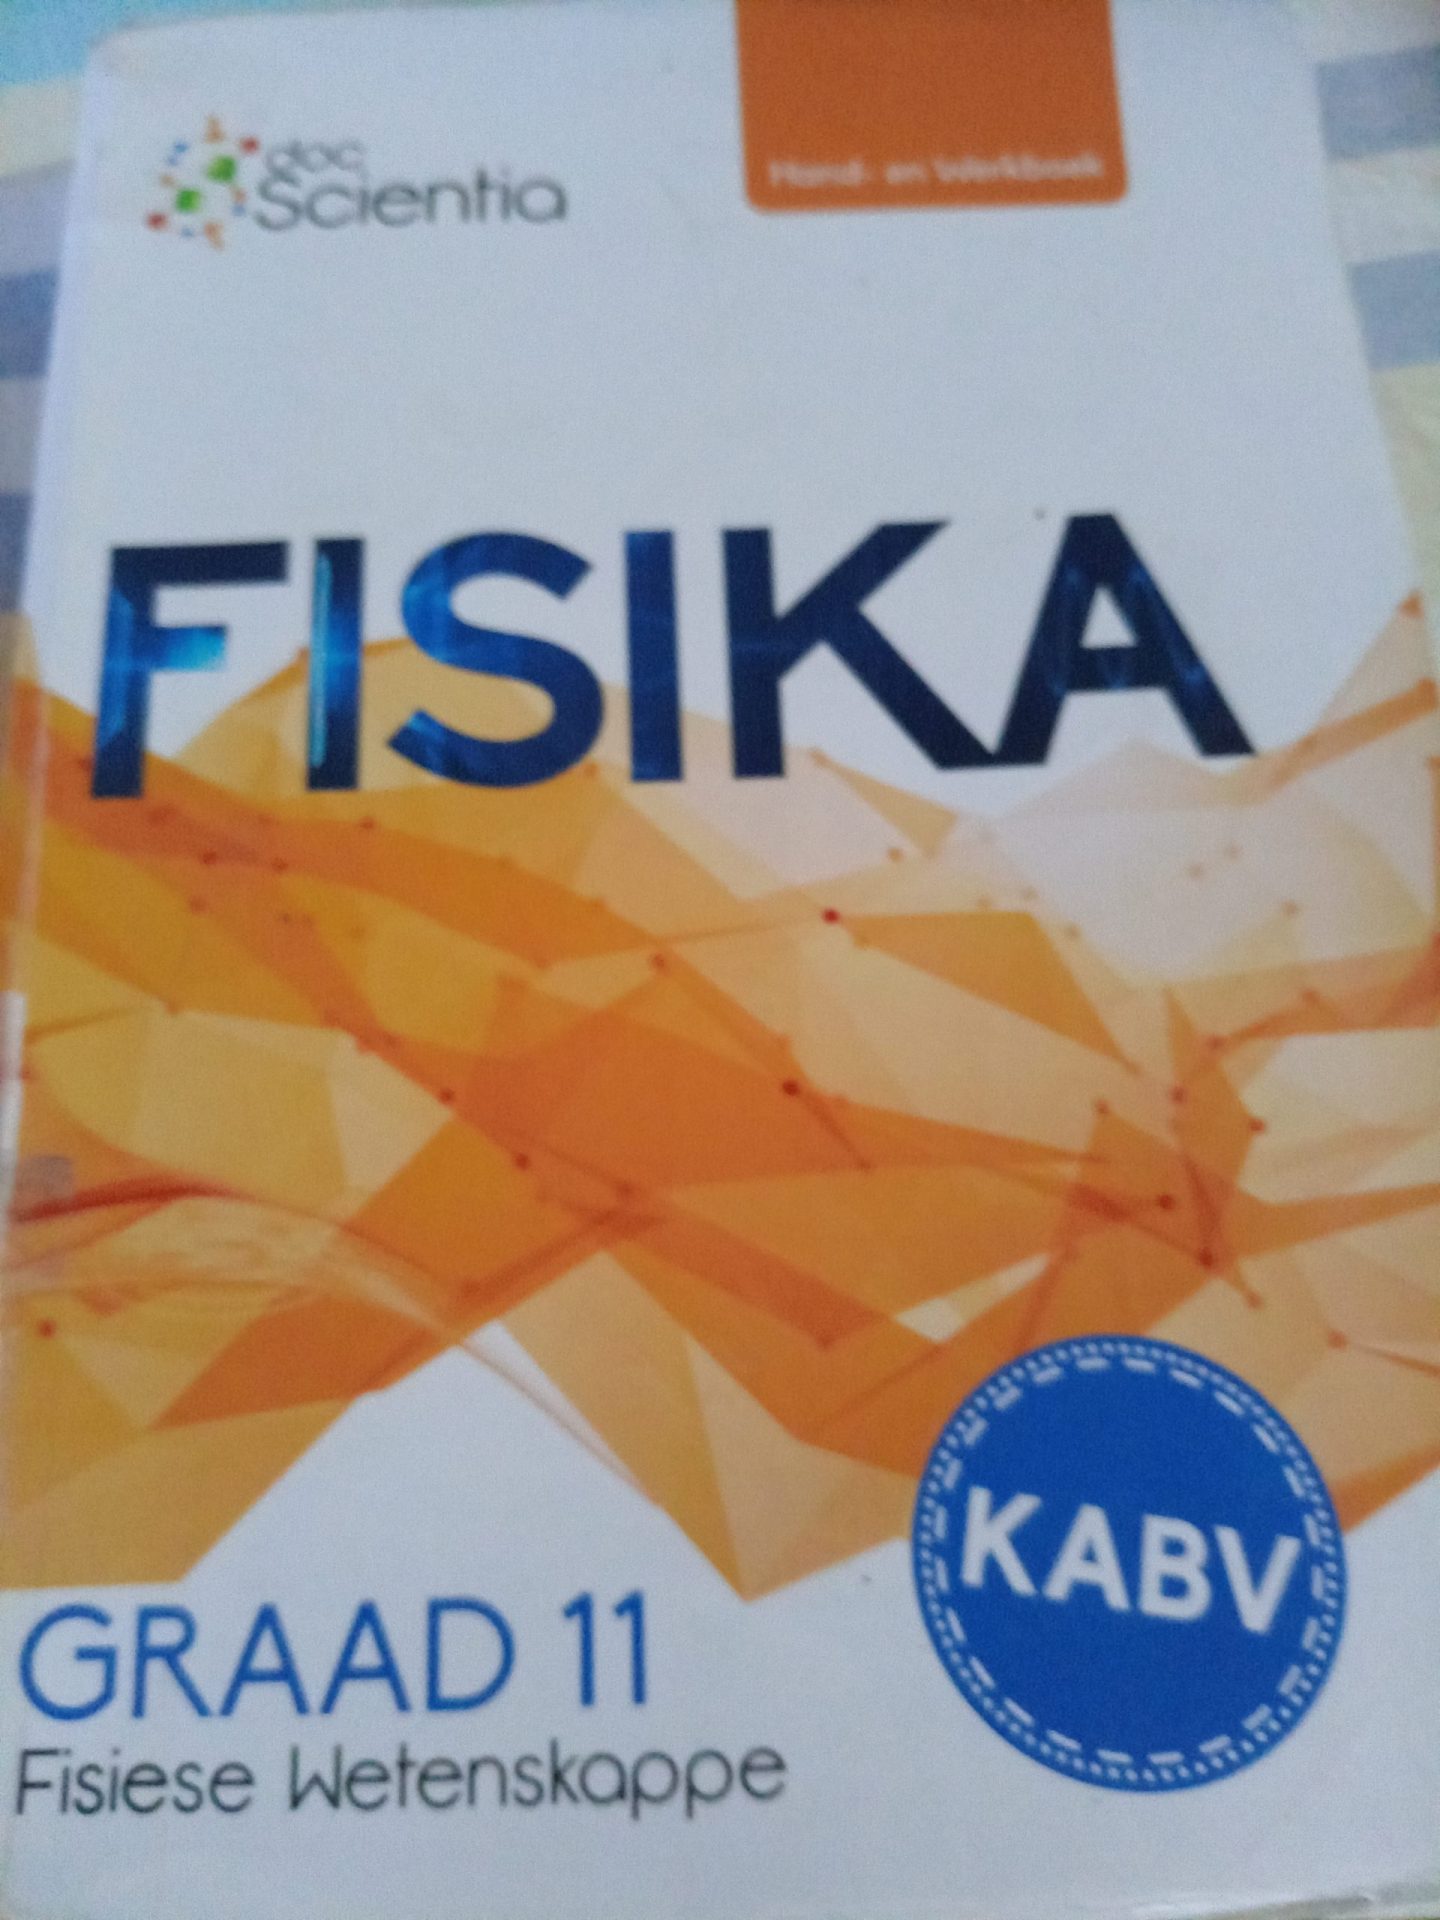 doc
Scientia
Hand- en Werkboek
FISIKA
KABV
GRAAD 11
Fisiese Wetenskappe